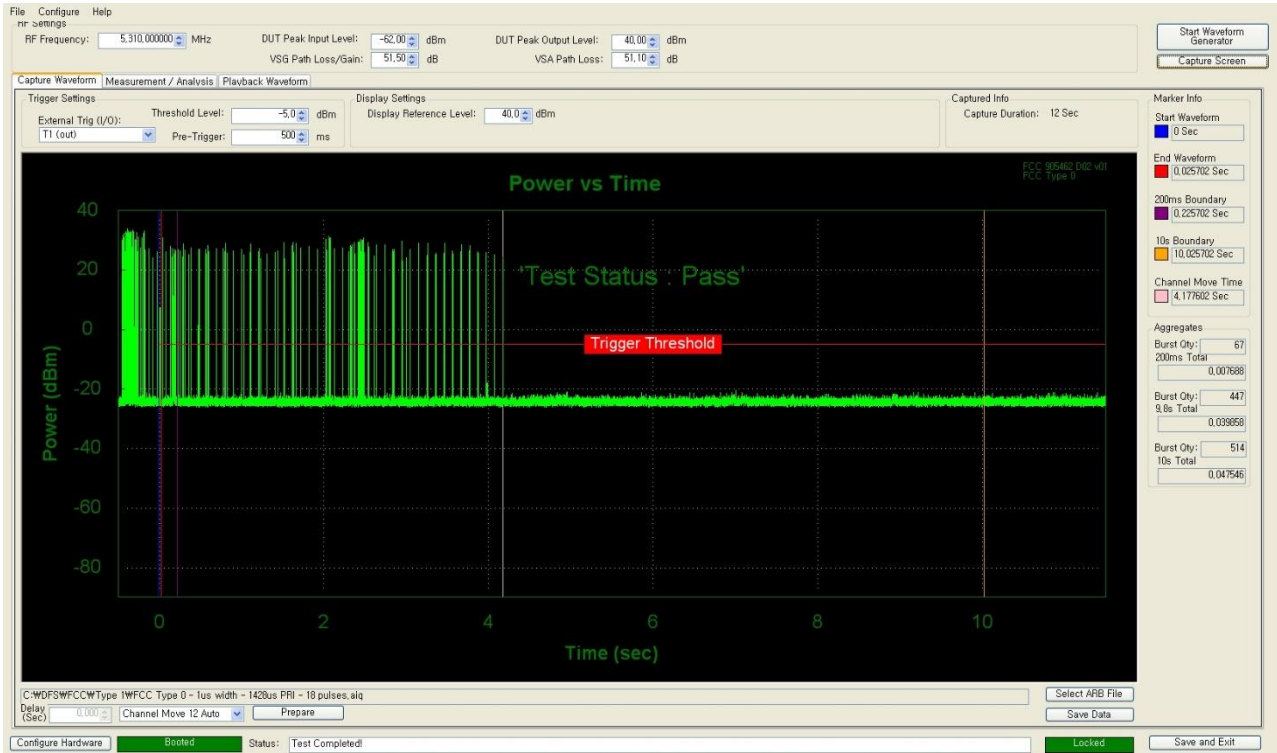 File Configure Help
RF Settings
RF Frequency: 5,310,000000 MHz
DUT Peak Input Level: -62,00 dBm
DUT Peak Output Level: 40,00 dBm
VSG Path Loss/Gain: 51,50 dB
VSA Path Loss: 51,10 dB
Start Waveform Generator
Capture Screen
Capture Waveform Measurement / Analysis Playback Waveform
Trigger Settings
External Trig (I/O):
T1 (out)
Threshold Level: -5,0 dBm
Pre-Trigger: 500 ms
Display Settings
Display Reference Level: 40,0 dBm
Captured Info
Capture Duration: 12 Sec
Marker Info
Start Waveform
0 Sec
End Waveform
0,025702 Sec
200ms Boundary
0,225702 Sec
10s Boundary
10,025702 Sec
Channel Move Time
4,177602 Sec
Aggregates
Burst Qty: 67
200ms Total
0,007688
Burst Qty: 447
9,8s Total
0,039858
Burst Qty: 514
10s Total
0,047546
FCC 905462 D02 v01
FCC Type 0
Power vs Time
'Test Status : Pass'
Trigger Threshold
Power (dBm)
40
20
0
-20
-40
-60
-80
0 2 4 6 8 10
Time (sec)
C:₩DFS₩FCC₩Type 1₩FCC Type 0 - 1us width - 1428us PRI - 18 pulses,aiq
Select ARB File
Delay (Sec) 0,000
Channel Move 12 Auto
Prepare
Save Data
Configure Hardware
Booted
Status: Test Completed!
Locked
Save and Exit